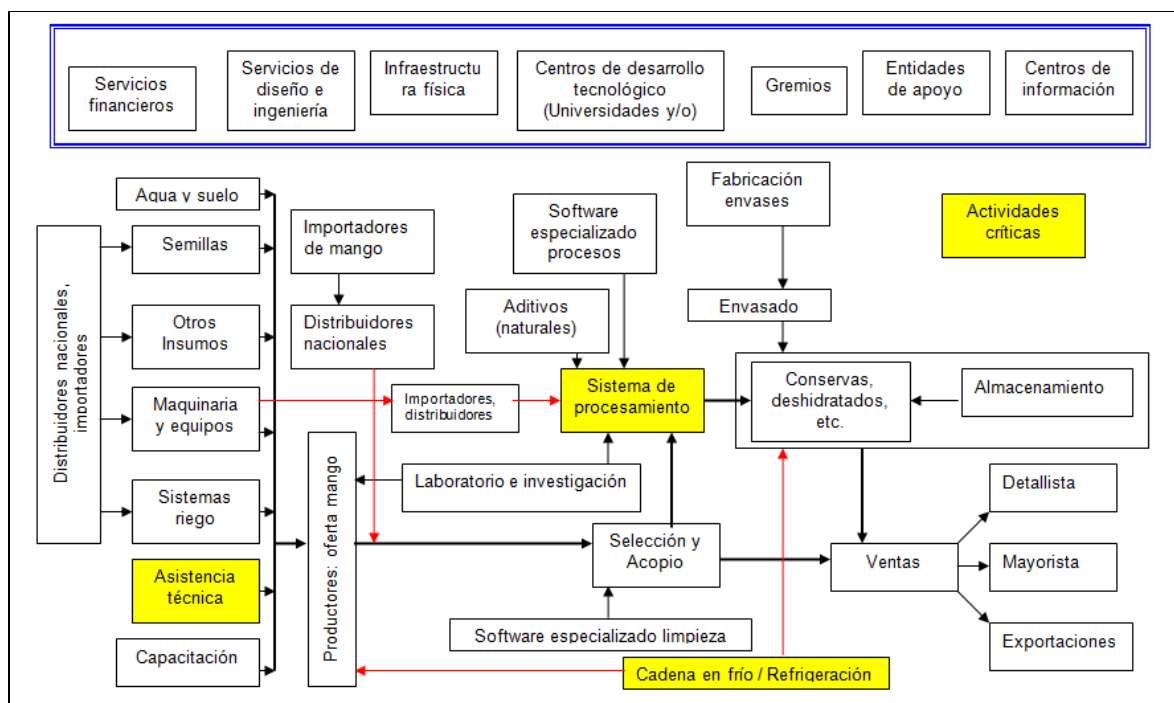 Servicios
financieros
Servicios de
diseño e
ingeniería
Infraestructu
ra física
Centros de desarrollo
tecnológico
(Universidades y/o)
Gremios
Entidades
de apoyo
Centros de
información
Agua y suelo
Distribuidores nacionales,
importadores
Semillas
Otros
Insumos
Maquinaria
y equipos
Sistemas
riego
Asistencia
técnica
Capacitación
Importadores
de mango
Distribuidores
nacionales
Importadores,
distribuidores
Productores: oferta mango
Software
especializado
procesos
Aditivos
(naturales)
Sistema de
procesamiento
Laboratorio e investigación
Selección y
Acopio
Software especializado limpieza
Cadena en frío / Refrigeración
Fabricación
envases
Envasado
Conservas,
deshidratados,
etc.
Almacenamiento
Actividades
críticas
Ventas
Detallista
Mayorista
Exportaciones